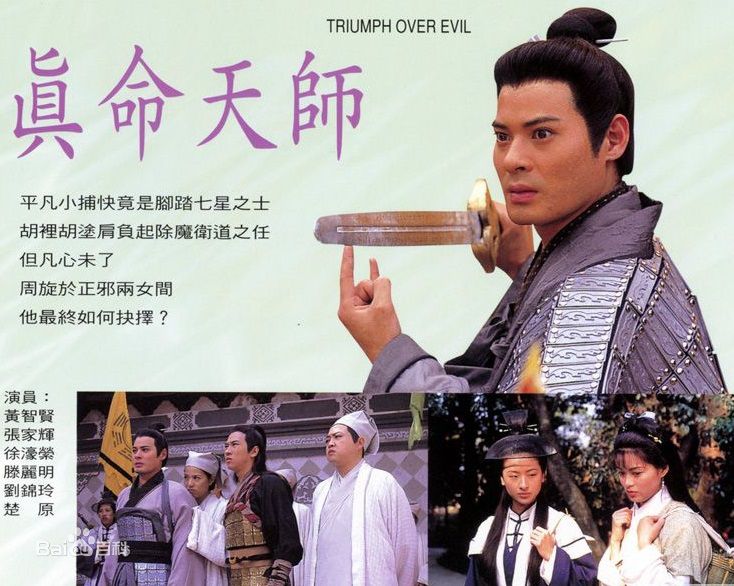 TRIUMPH OVER EVIL
眞命天師
平凡小捕快竟是腳踏七星之士
胡裡胡塗肩負起除魔衛道之任
但凡心未了
周旋於正邪兩女間
他最終如何抉擇？
演員：
黃智賢
張家輝
徐濠縈
滕麗明
劉錦玲
楚原
Bai百科